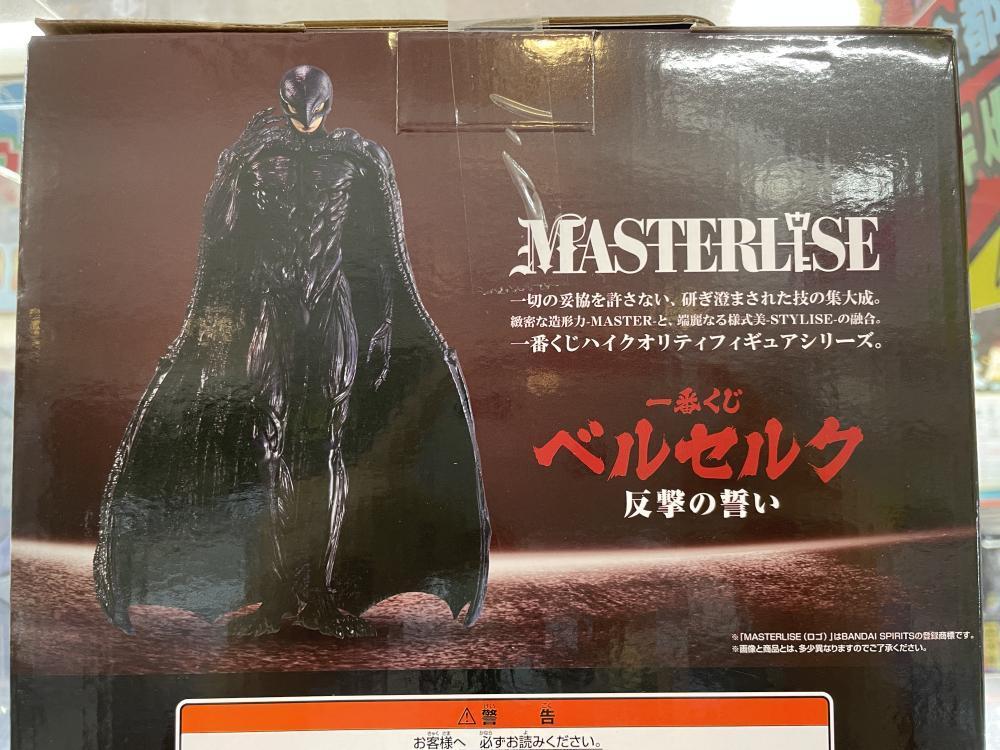 MASTERLISE
一切の妥協を許さない、研ぎ澄まされた技の集大成。
緻密な造形力-MASTER-と、端麗なる様式美-STYLISE-の融合。
一番くじハイクオリティフィギュアシリーズ。
一番くじ
ベルセルク
反撃の誓い
※「MASTERLISE(ロゴ)」はBANDAI SPIRITSの登録商標です。
※画像と商品とは、多少異なりますのでご了承ください。
⚠警告
お客様へ 必ずお読みください。